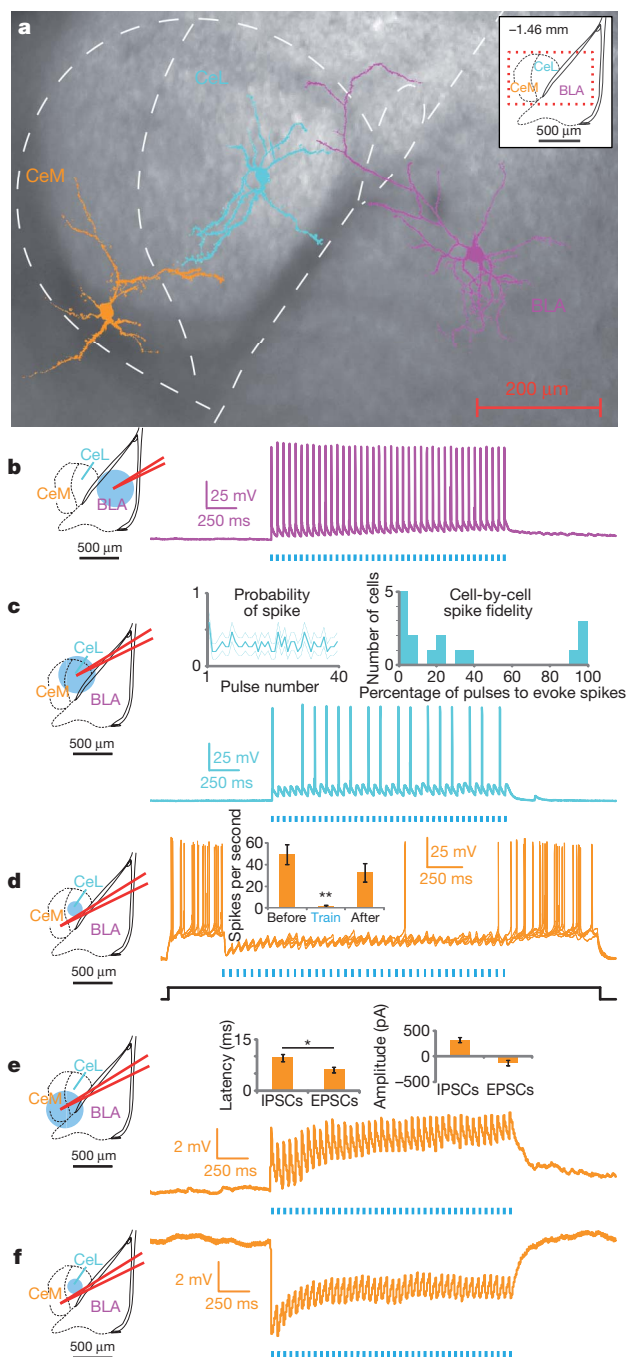 a
−1.46 mm
CeL
CeM
BLA
500 µm
CeL
CeM
BLA
200 µm
b
CeL
CeM
BLA
500 µm
25 mV
250 ms
c
CeL
CeM
BLA
500 µm
1
Probability
of spike
0
1
40
Pulse number
5
Cell-by-cell
spike fidelity
Number of cells
0
0 20 40 60 80 100
Percentage of pulses to evoke spikes
25 mV
250 ms
d
CeL
CeM
BLA
500 µm
Spikes per second
60
40
20
0
**
Before Train After
25 mV
250 ms
e
CeL
CeM
BLA
500 µm
Latency (ms)
15
0
*
IPSCs EPSCs
Amplitude (pA)
500
0
−500
IPSCs EPSCs
2 mV
250 ms
f
CeL
CeM
BLA
500 µm
2 mV
250 ms